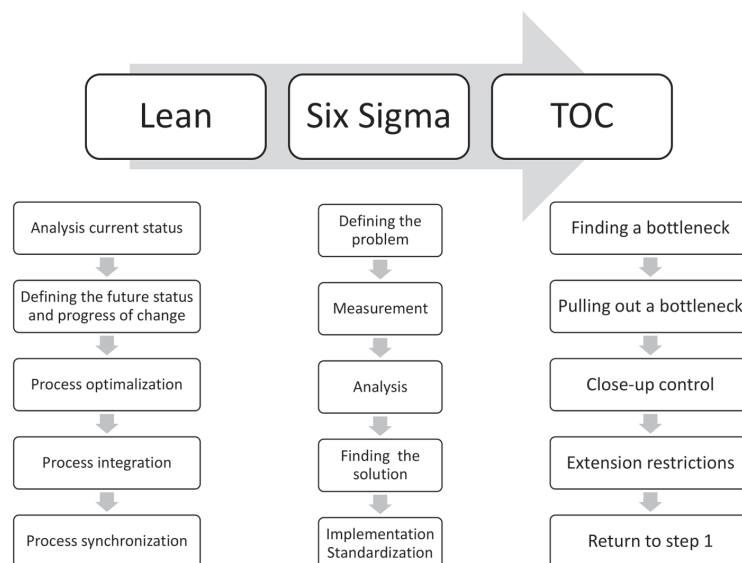 Lean
Six Sigma
TOC
Analysis current status
Defining the future status
and progress of change
Process optimalization
Process integration
Process synchronization
Defining the
problem
Measurement
Analysis
Finding the
solution
Implementation
Standardization
Finding a bottleneck
Pulling out a bottleneck
Close-up control
Extension restrictions
Return to step 1